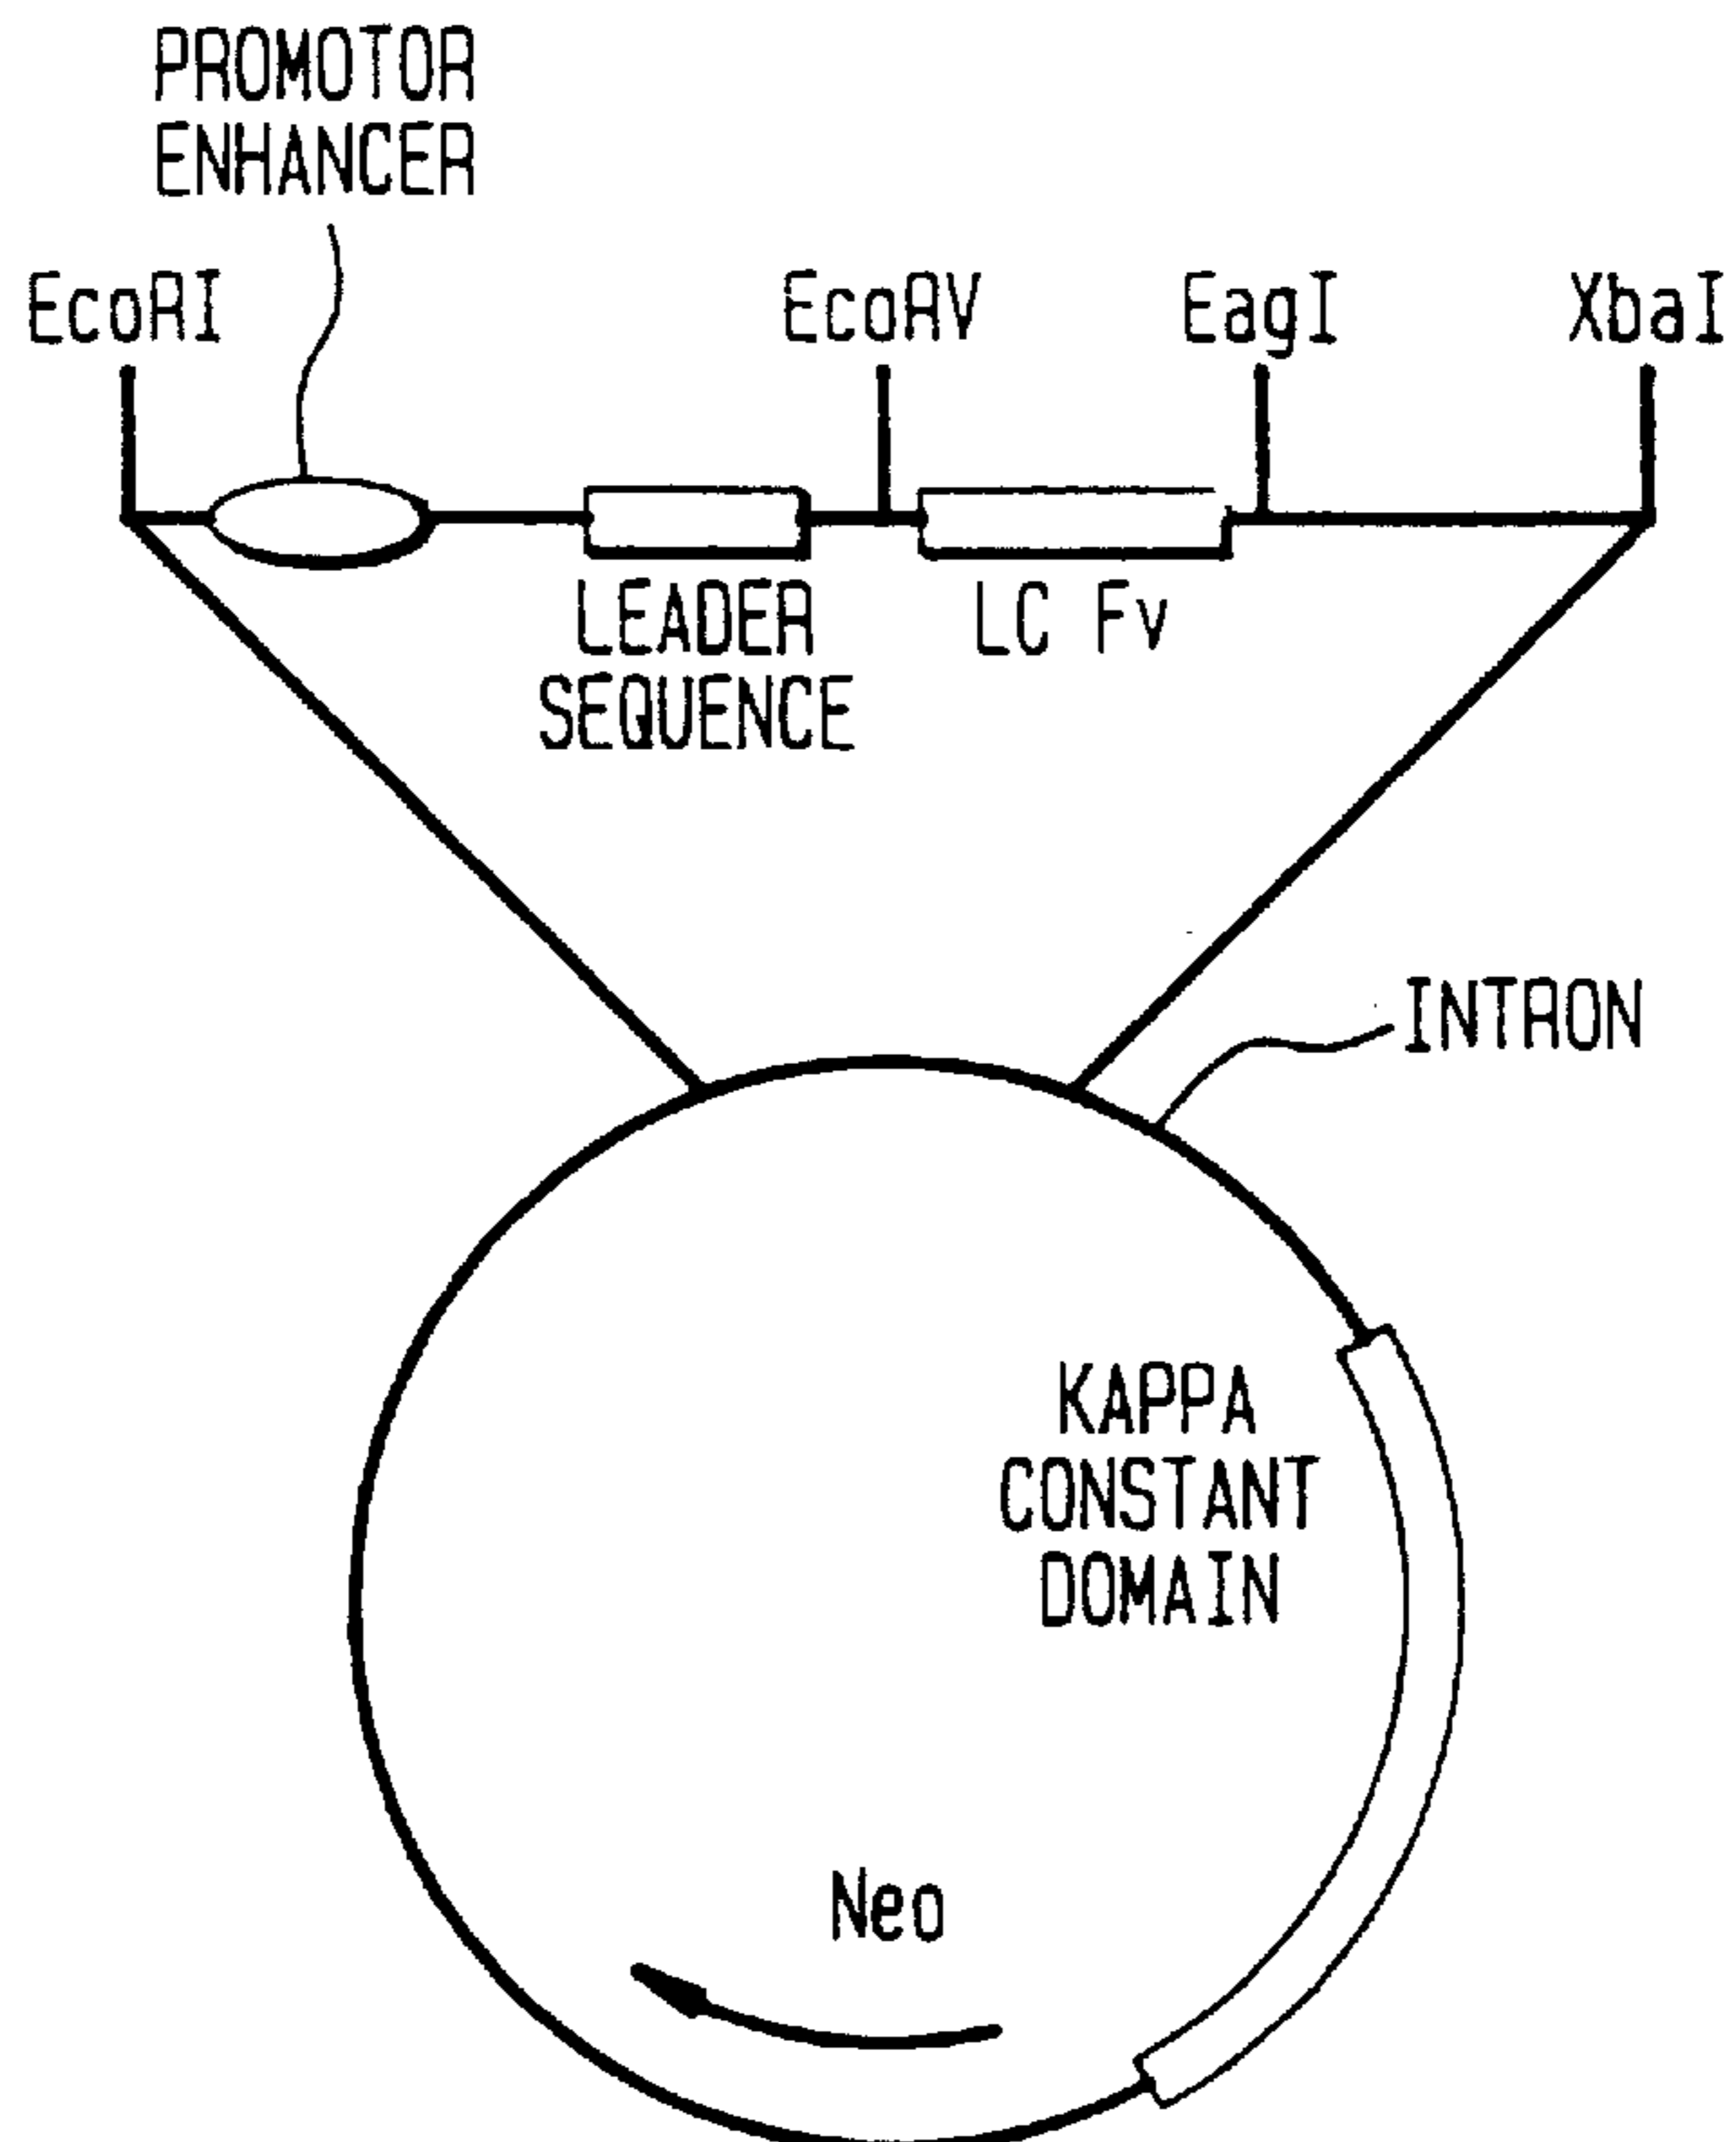 PROMOTOR
ENHANCER
EcoRI
EcoRV
EagI
XbaI
LEADER
SEQUENCE
LC Fv
INTRON
KAPPA
CONSTANT
DOMAIN
Neo